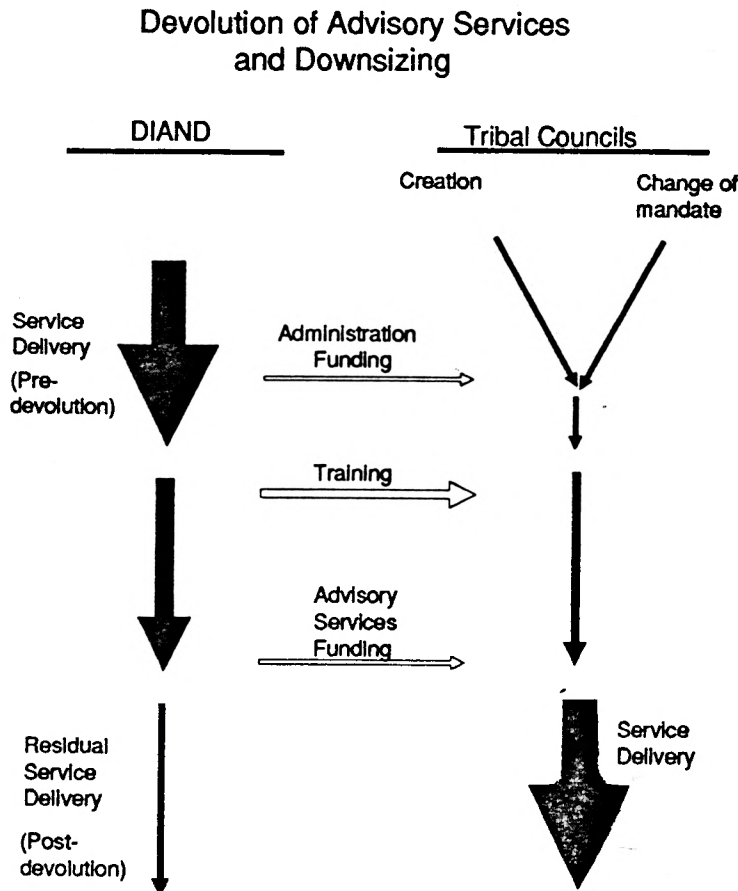 Devolution of Advisory Services
and Downsizing
DIAND
Tribal Councils
Creation
Change of
mandate
Service
Delivery
(Pre-
devolution)
Administration
Funding
Training
Advisory
Services
Funding
Residual
Service
Delivery
(Post-
devolution)
Service
Delivery